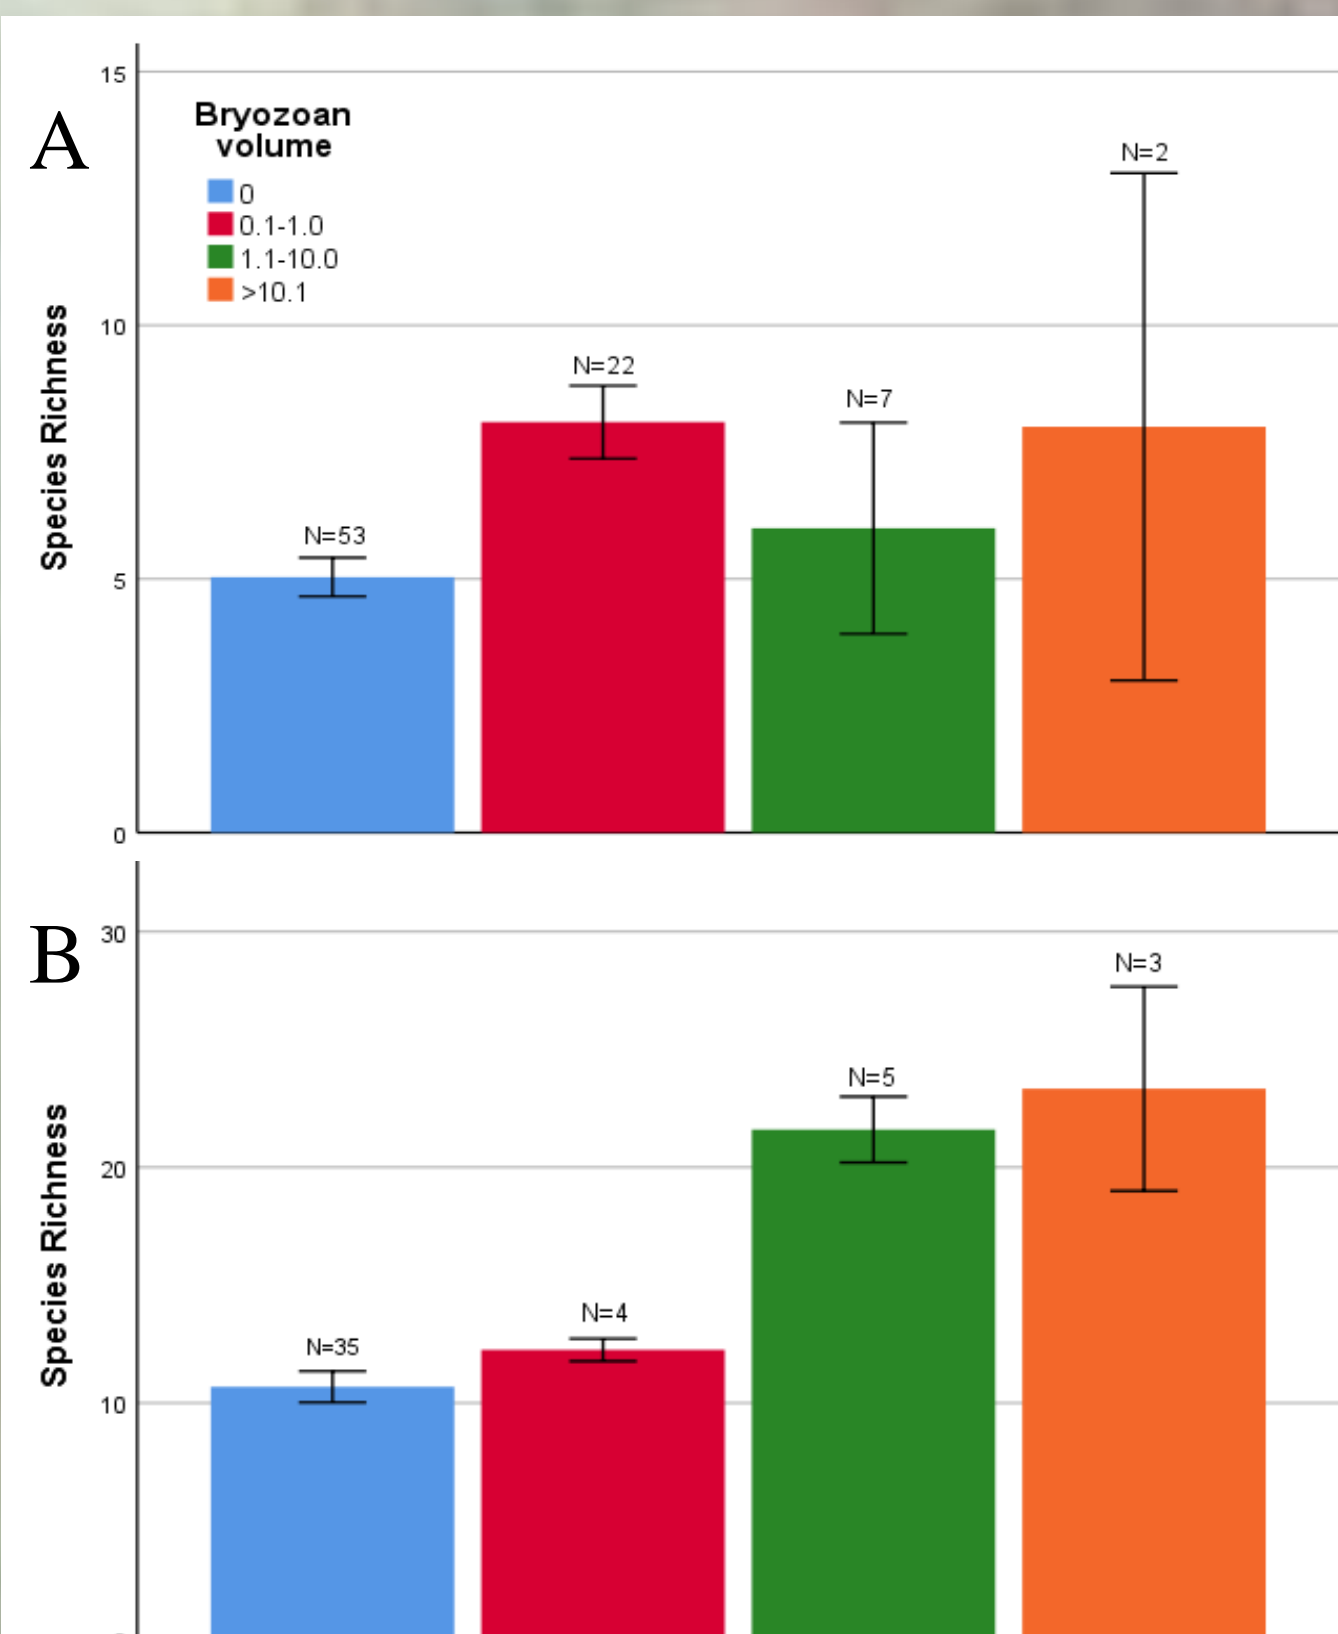 A
15
Bryozoan
volume
0
0.1-1.0
1.1-10.0
>10.1
N=2
10
N=22
N=7
N=53
5
0
Species Richness
B
30
N=3
N=5
20
N=4
N=35
10
Species Richness